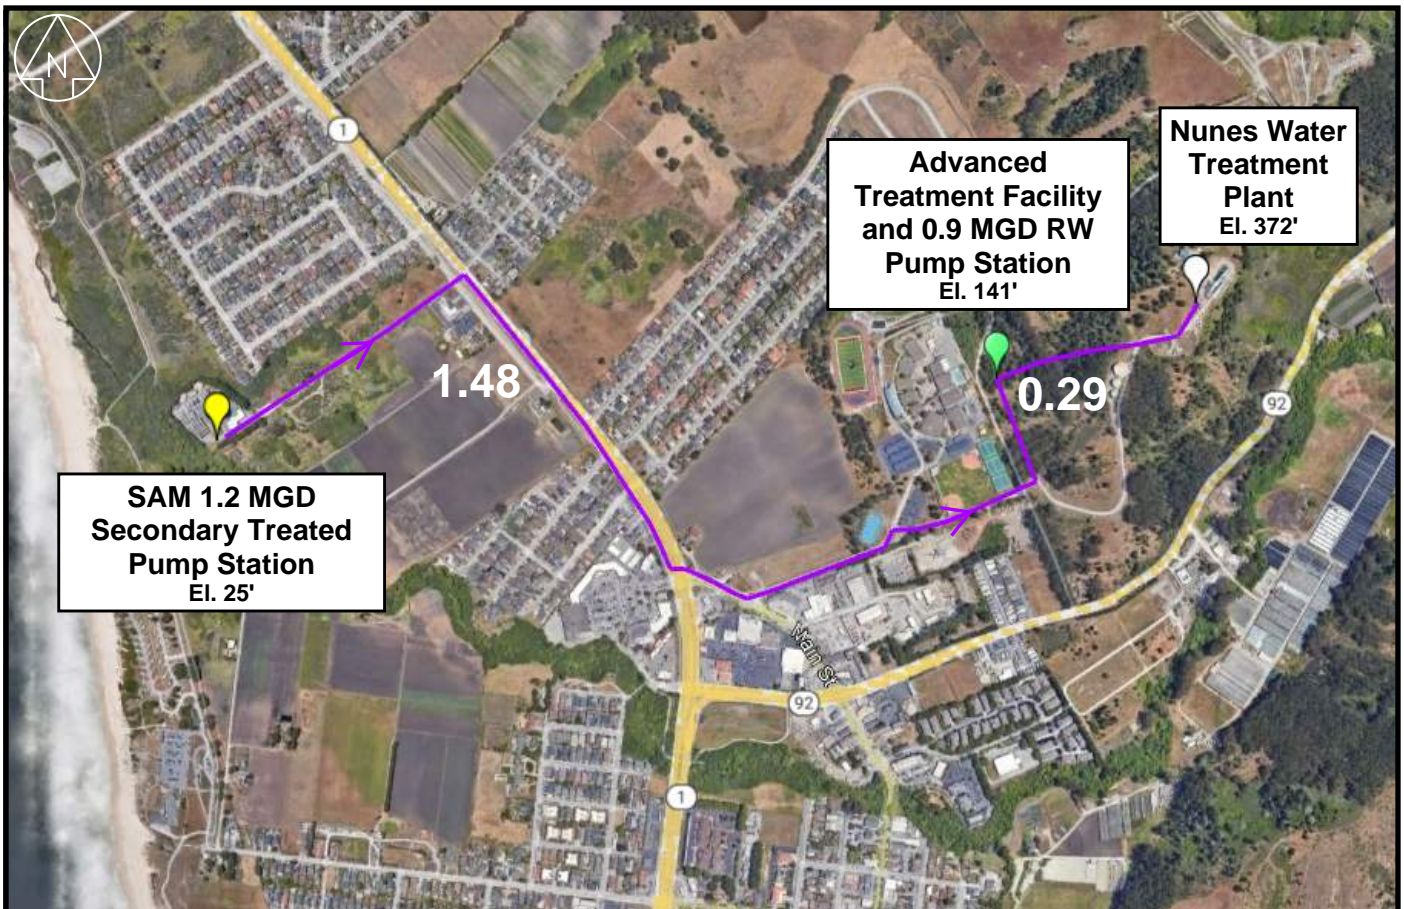 N
1
Nunes Water
Treatment
Plant
El. 372'
Advanced
Treatment Facility
and 0.9 MGD RW
Pump Station
El. 141'
1.48
0.29
92
SAM 1.2 MGD
Secondary Treated
Pump Station
El. 25'
Main St
92
1